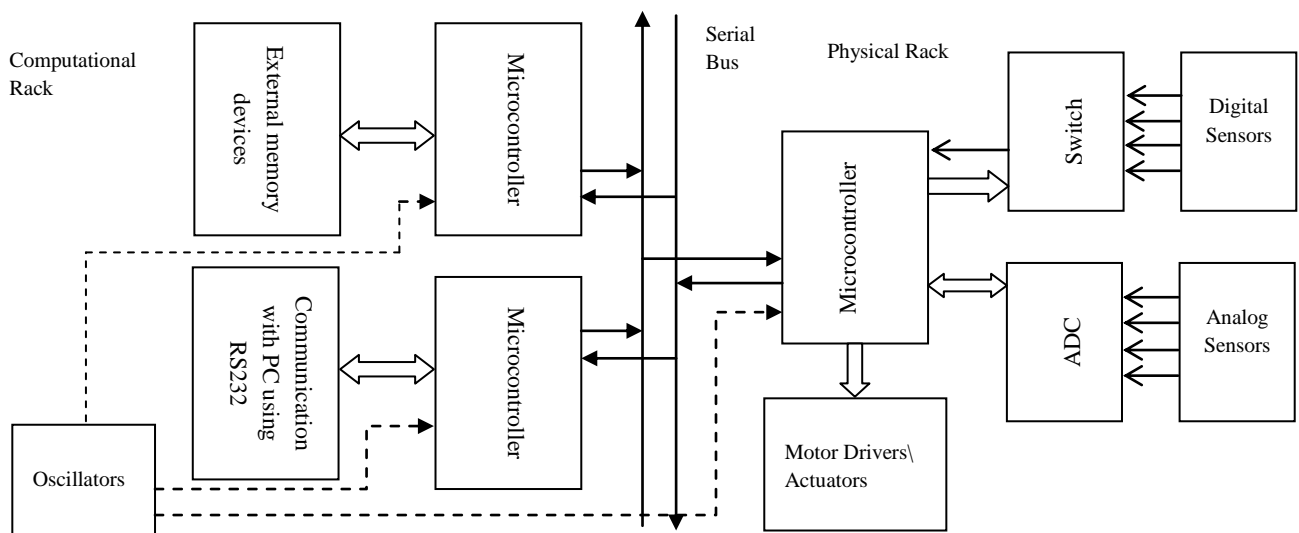 Computational
Rack
External memory
devices
Microcontroller
Serial
Bus
Physical Rack
Microcontroller
Switch
Digital
Sensors
Communication
with PC using
RS232
Microcontroller
ADC
Analog
Sensors
Oscillators
Motor Drivers\
Actuators